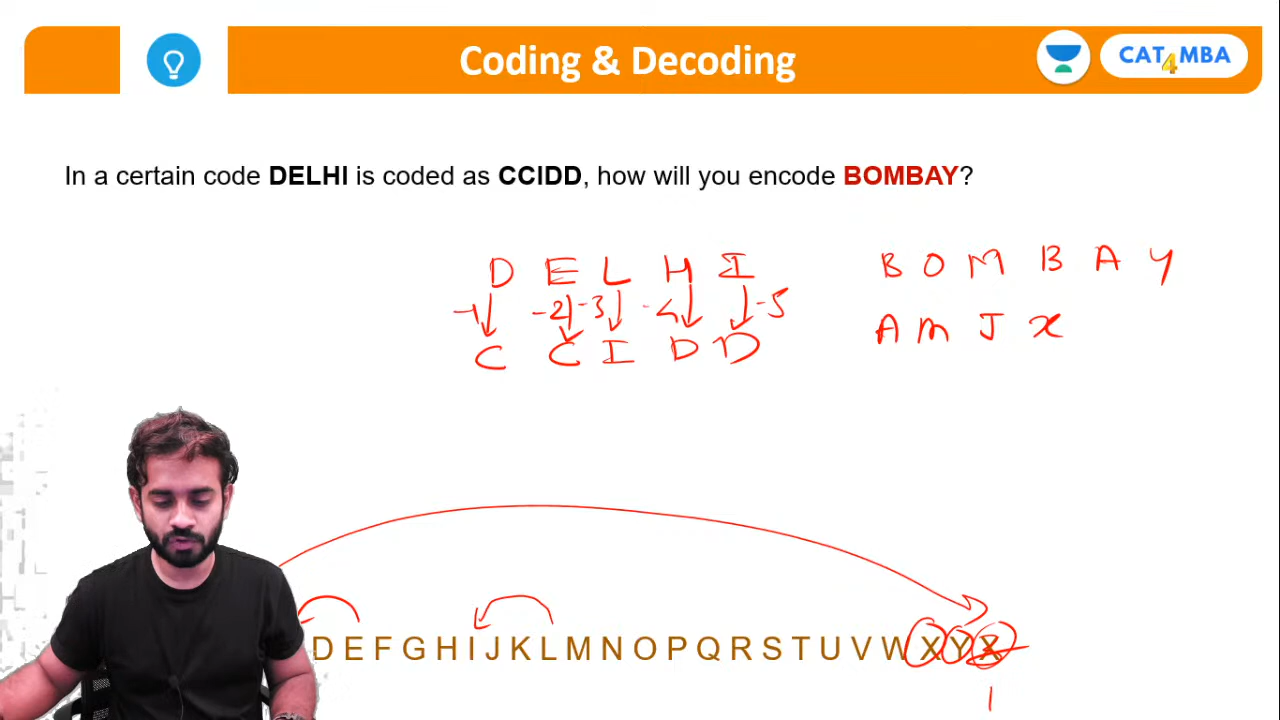 Coding & Decoding
CAT4MBA
In a certain code DELHI is coded as CCIDD, how will you encode BOMBAY?
D E L H I
-1 -2 -3 -4 -5
C C I D D
B O M B A Y
A M J X
D E F G H I J K L M N O P Q R S T U V W X Y Z
1